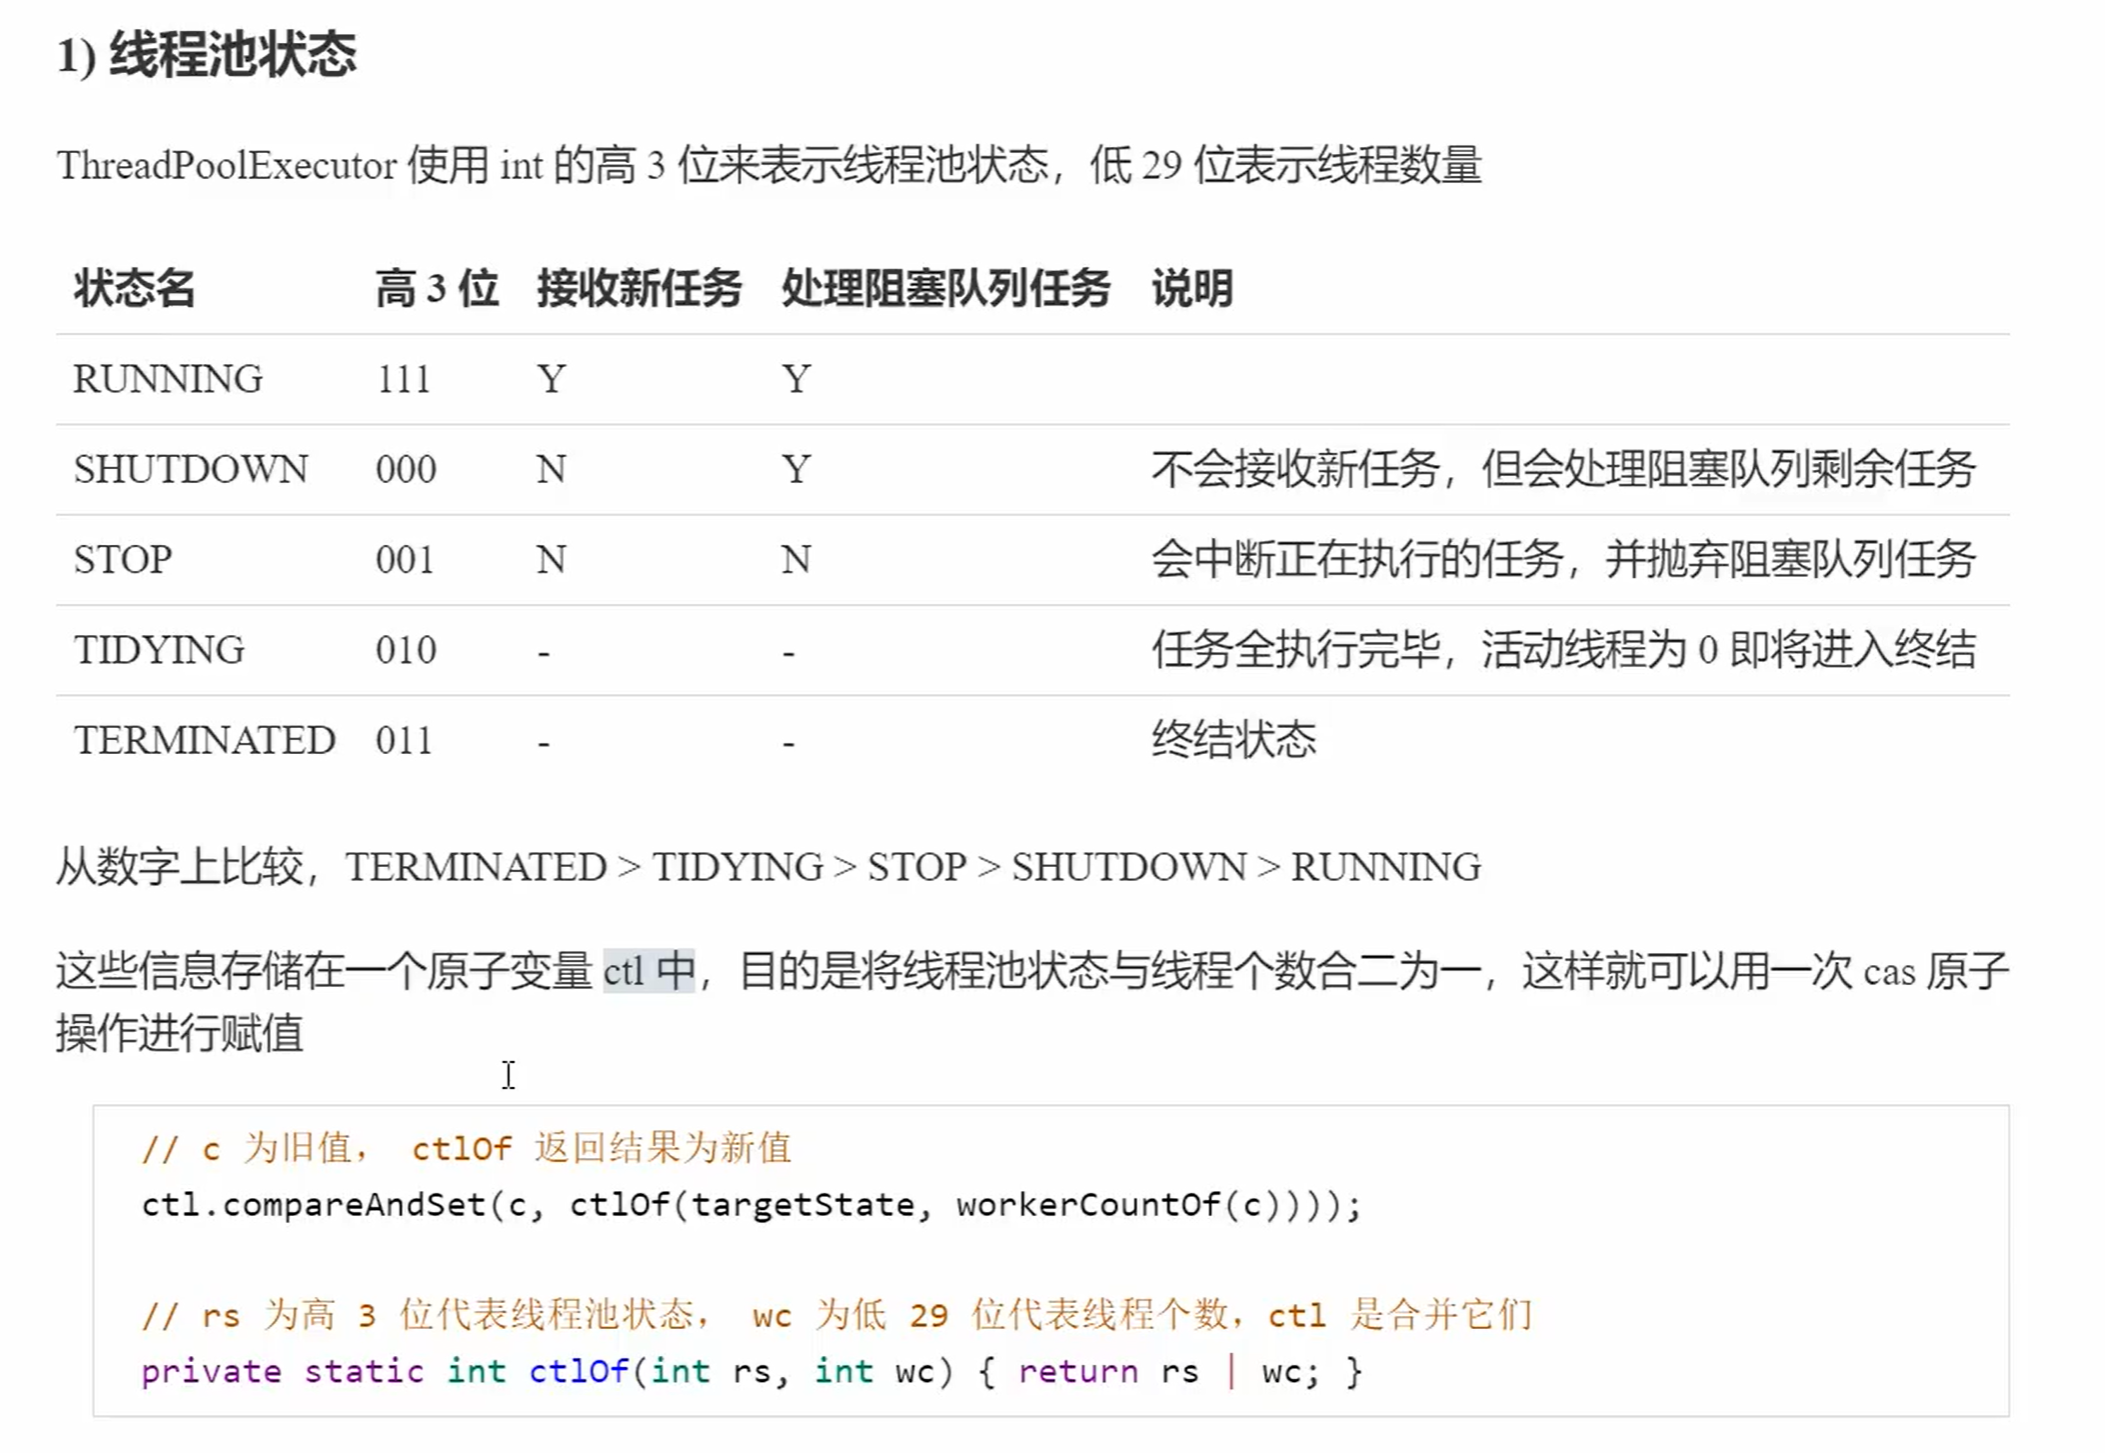 1) 线程池状态
ThreadPoolExecutor 使用 int 的高 3 位来表示线程池状态，低 29 位表示线程数量
状态名 高 3 位 接收新任务 处理阻塞队列任务 说明
RUNNING 111 Y Y
SHUTDOWN 000 N Y 不会接收新任务，但会处理阻塞队列剩余任务
STOP 001 N N 会中断正在执行的任务，并抛弃阻塞队列任务
TIDYING 010 - - 任务全执行完毕，活动线程为 0 即将进入终结
TERMINATED 011 - - 终结状态
从数字上比较，TERMINATED > TIDYING > STOP > SHUTDOWN > RUNNING
这些信息存储在一个原子变量 ctl 中，目的是将线程池状态与线程个数合二为一，这样就可以用一次 cas 原子
操作进行赋值
// c 为旧值， ctlOf 返回结果为新值
ctl.compareAndSet(c, ctlOf(targetState, workerCountOf(c))));
// rs 为高 3 位代表线程池状态， wc 为低 29 位代表线程个数，ctl 是合并它们
private static int ctlOf(int rs, int wc) { return rs | wc; }